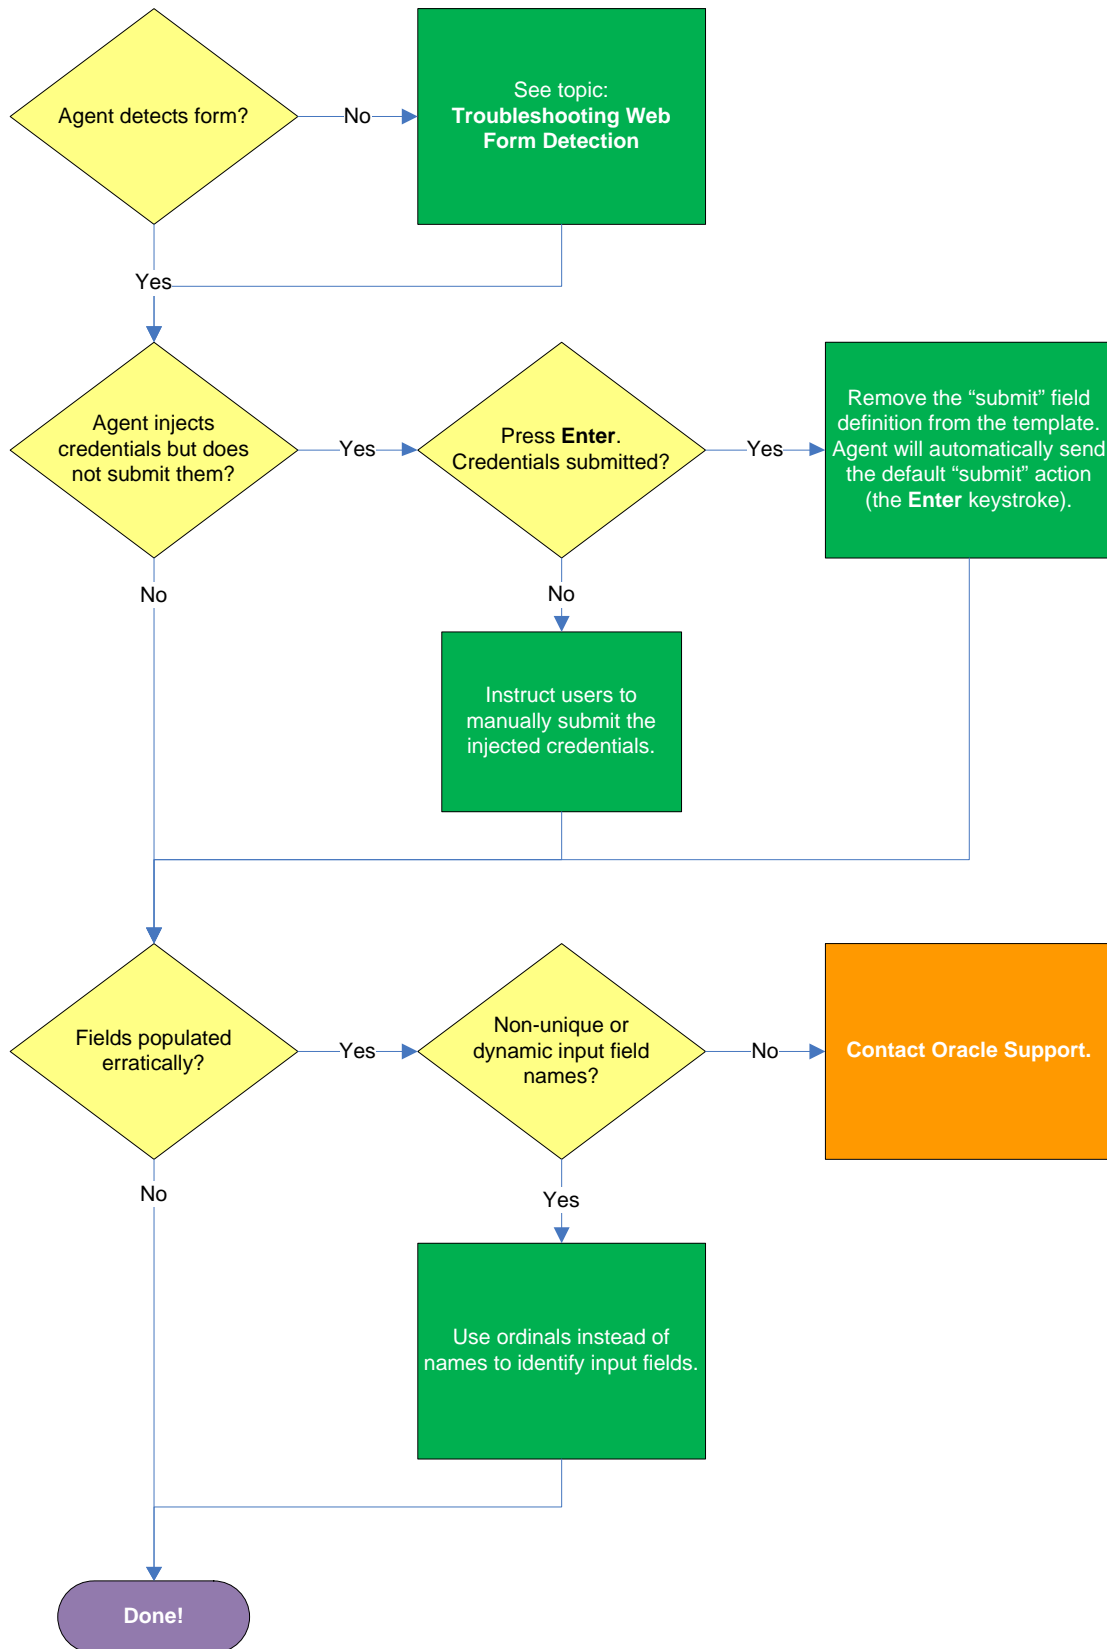 Agent detects form?
No
See topic:
Troubleshooting Web
Form Detection
Yes
Agent injects
credentials but does
not submit them?
Yes
Press Enter.
Credentials submitted?
Yes
Remove the “submit” field
definition from the template.
Agent will automatically send
the default “submit” action
(the Enter keystroke).
No
No
Instruct users to
manually submit the
injected credentials.
Fields populated
erratically?
Yes
Non-unique or
dynamic input field
names?
No
Contact Oracle Support.
No
Yes
Use ordinals instead of
names to identify input fields.
Done!